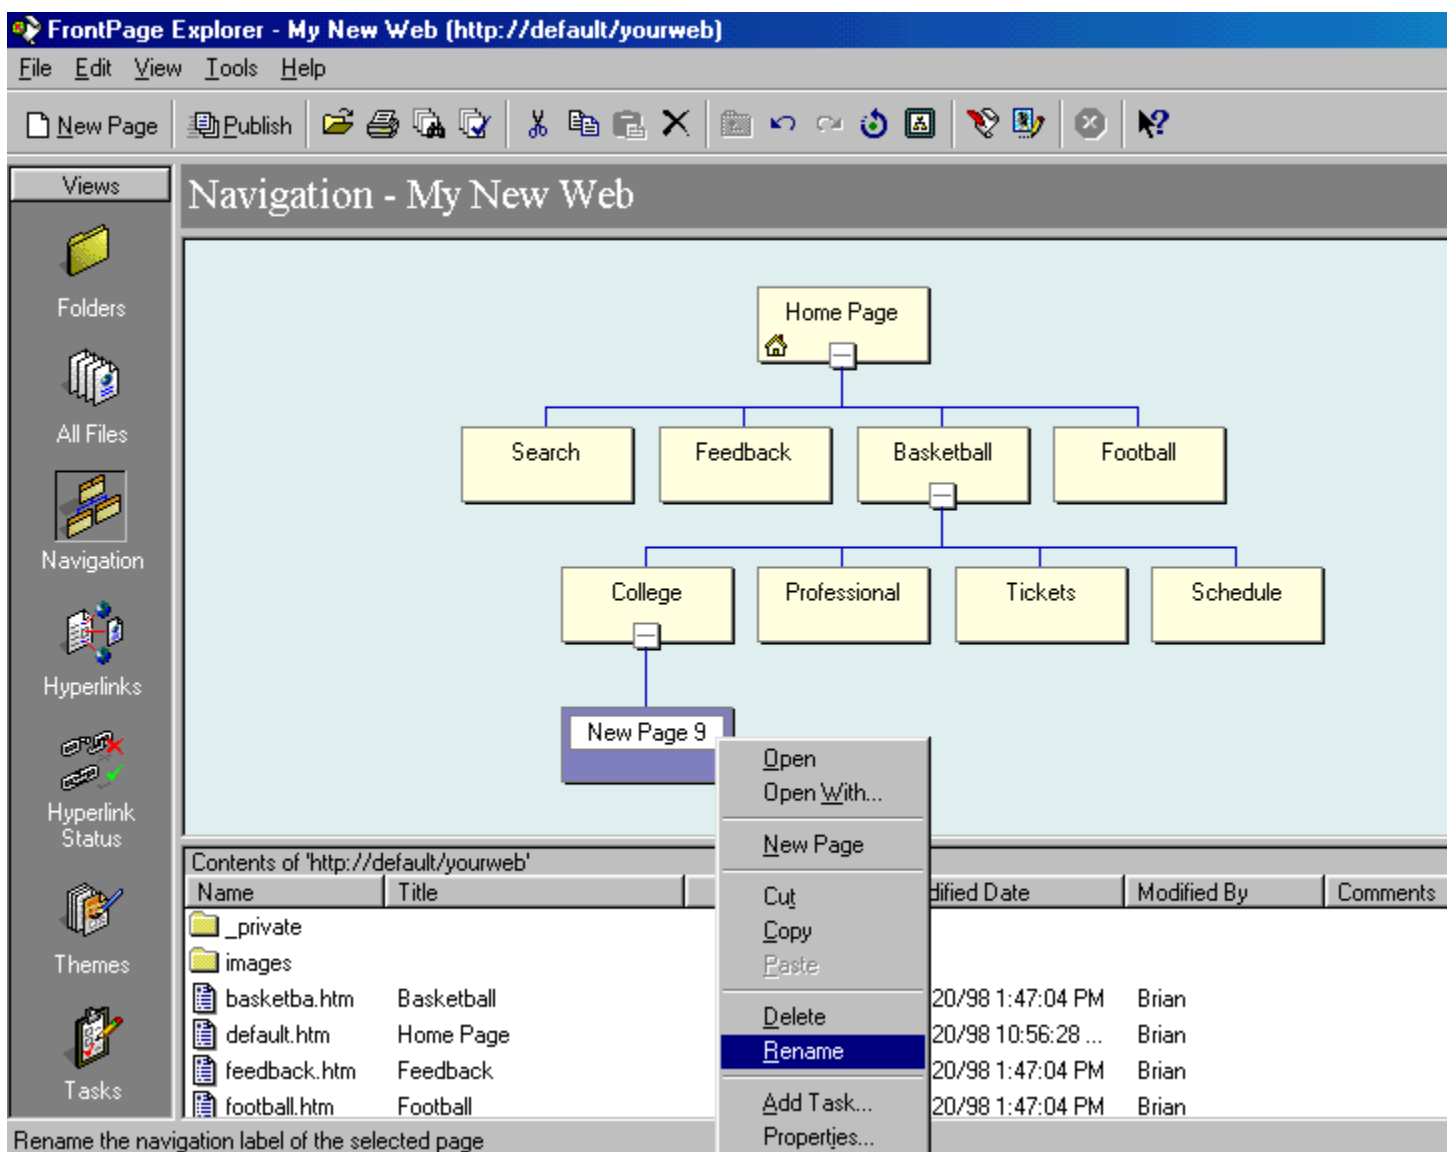 FrontPage Explorer - My New Web (http://default/yourweb)
File Edit View Tools Help
New Page Publish
Views
Navigation - My New Web
Folders
All Files
Navigation
Hyperlinks
Hyperlink
Status
Themes
Tasks
Home Page
Search Feedback Basketball Football
College Professional Tickets Schedule
New Page 9
Open
Open With...
New Page
Cut
Copy
Paste
Delete
Rename
Add Task...
Properties...
Contents of 'http://default/yourweb'
Name Title dified Date Modified By Comments
_private
images
basketba.htm Basketball 20/98 1:47:04 PM Brian
default.htm Home Page 20/98 10:56:28 ... Brian
feedback.htm Feedback 20/98 1:47:04 PM Brian
football.htm Football 20/98 1:47:04 PM Brian
Rename the navigation label of the selected page